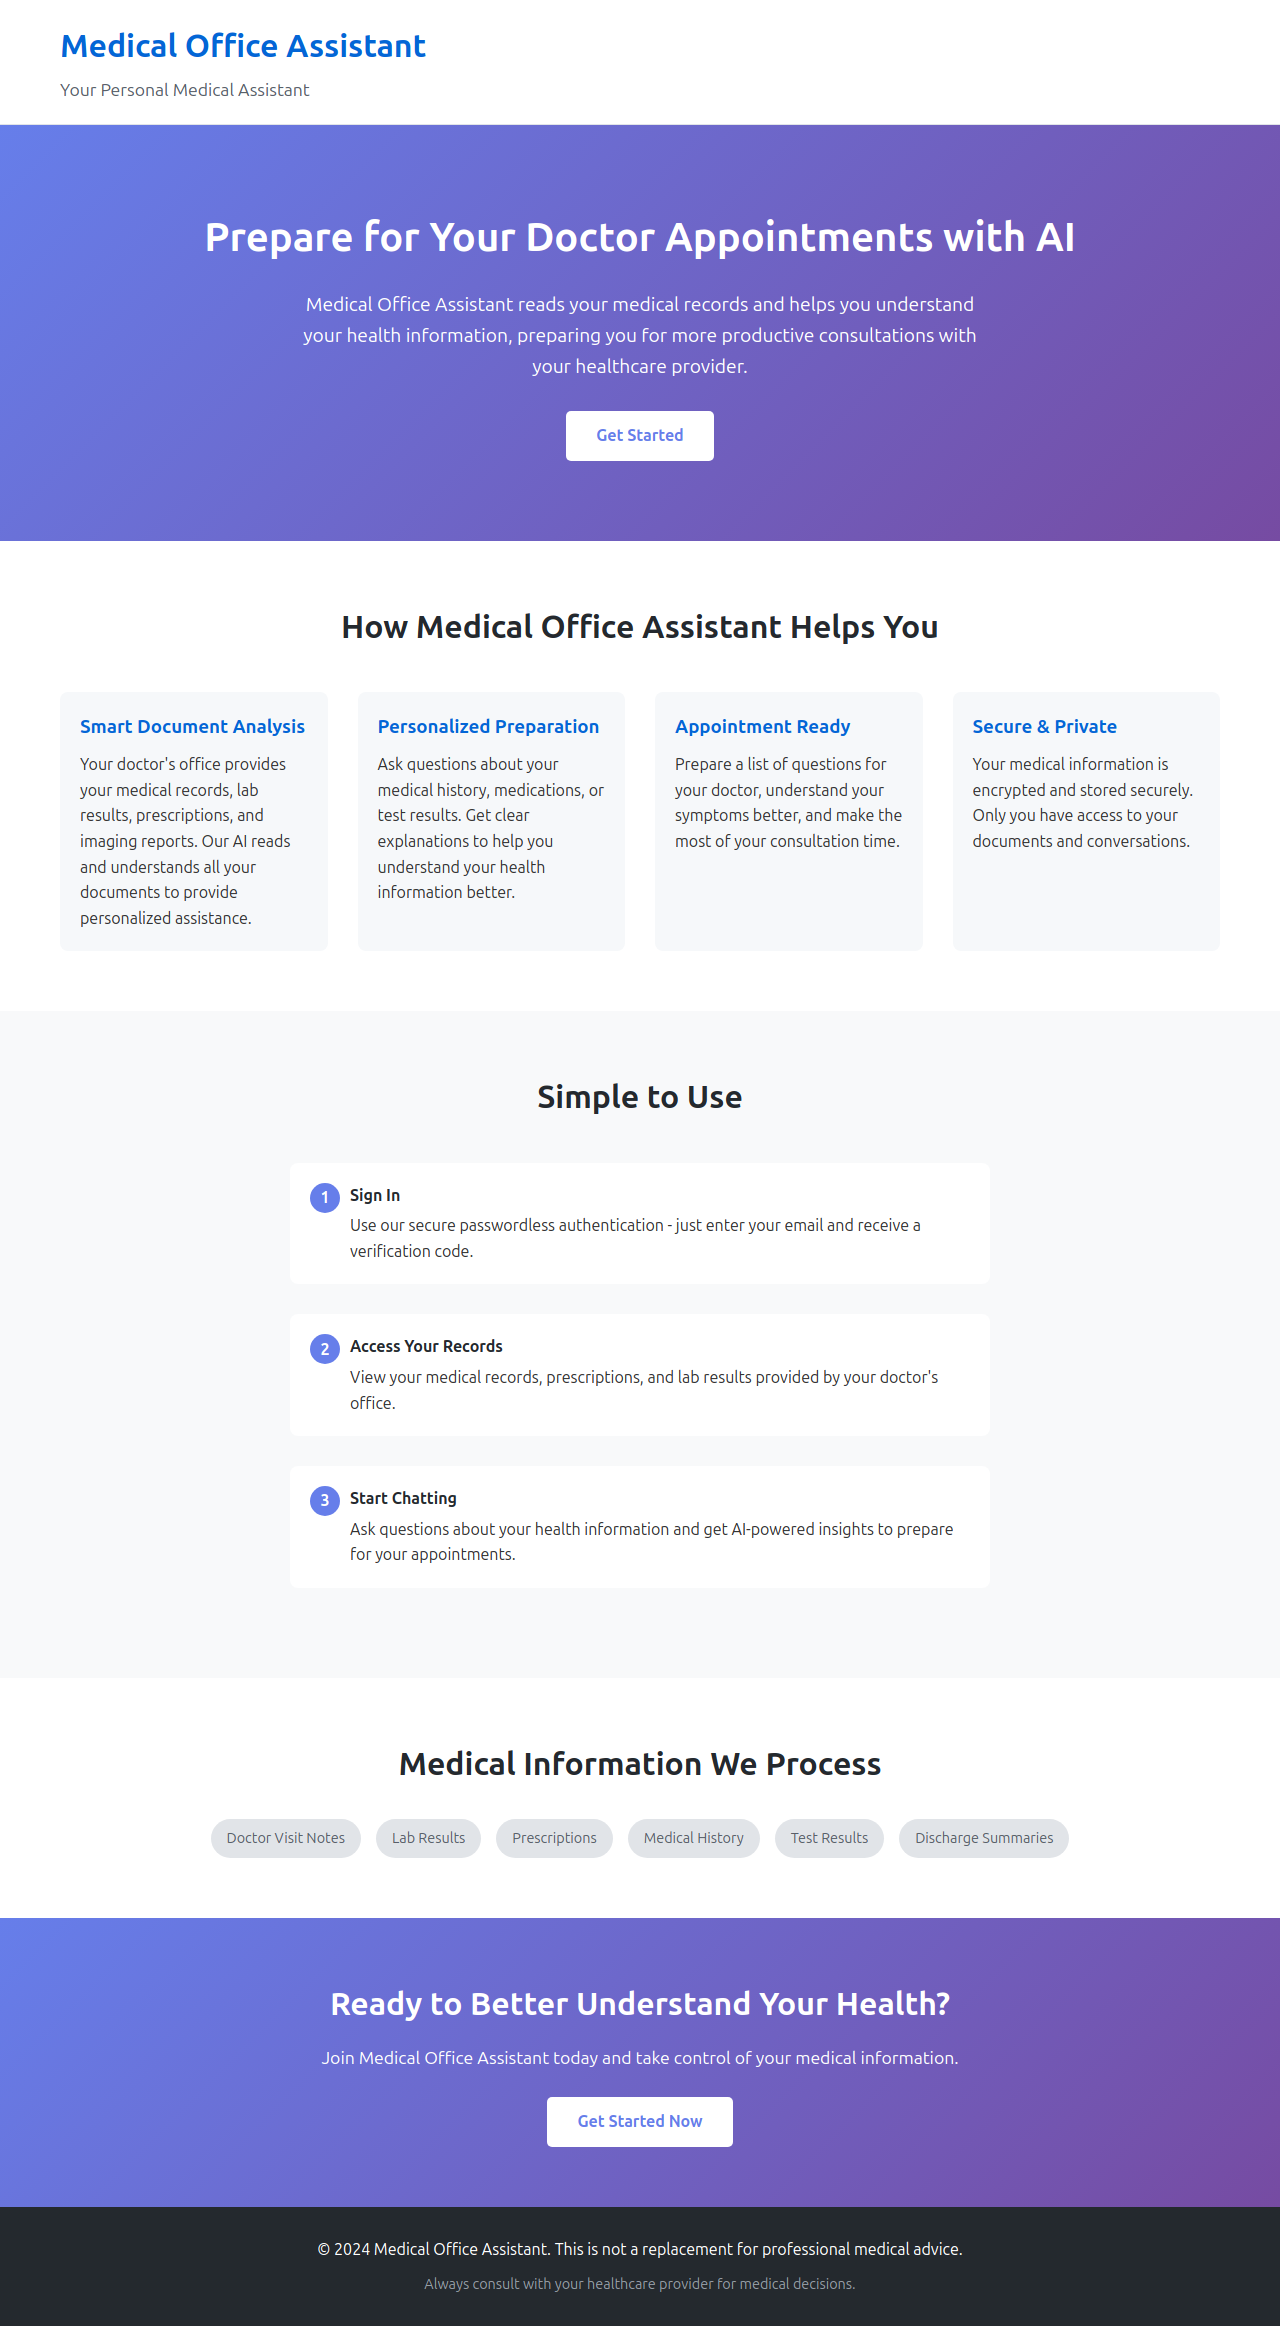 Medical Office Assistant
Your Personal Medical Assistant
Prepare for Your Doctor Appointments with AI
Medical Office Assistant reads your medical records and helps you understand
your health information, preparing you for more productive consultations with
your healthcare provider.
Get Started
How Medical Office Assistant Helps You
Smart Document Analysis
Your doctor's office provides
your medical records, lab
results, prescriptions, and
imaging reports. Our AI reads
and understands all your
documents to provide
personalized assistance.
Personalized Preparation
Ask questions about your
medical history, medications, or
test results. Get clear
explanations to help you
understand your health
information better.
Appointment Ready
Prepare a list of questions for
your doctor, understand your
symptoms better, and make the
most of your consultation time.
Secure & Private
Your medical information is
encrypted and stored securely.
Only you have access to your
documents and conversations.
Simple to Use
1 Sign In
Use our secure passwordless authentication - just enter your email and receive a
verification code.
2 Access Your Records
View your medical records, prescriptions, and lab results provided by your doctor's
office.
3 Start Chatting
Ask questions about your health information and get AI-powered insights to prepare
for your appointments.
Medical Information We Process
Doctor Visit Notes Lab Results Prescriptions Medical History Test Results Discharge Summaries
Ready to Better Understand Your Health?
Join Medical Office Assistant today and take control of your medical information.
Get Started Now
© 2024 Medical Office Assistant. This is not a replacement for professional medical advice.
Always consult with your healthcare provider for medical decisions.